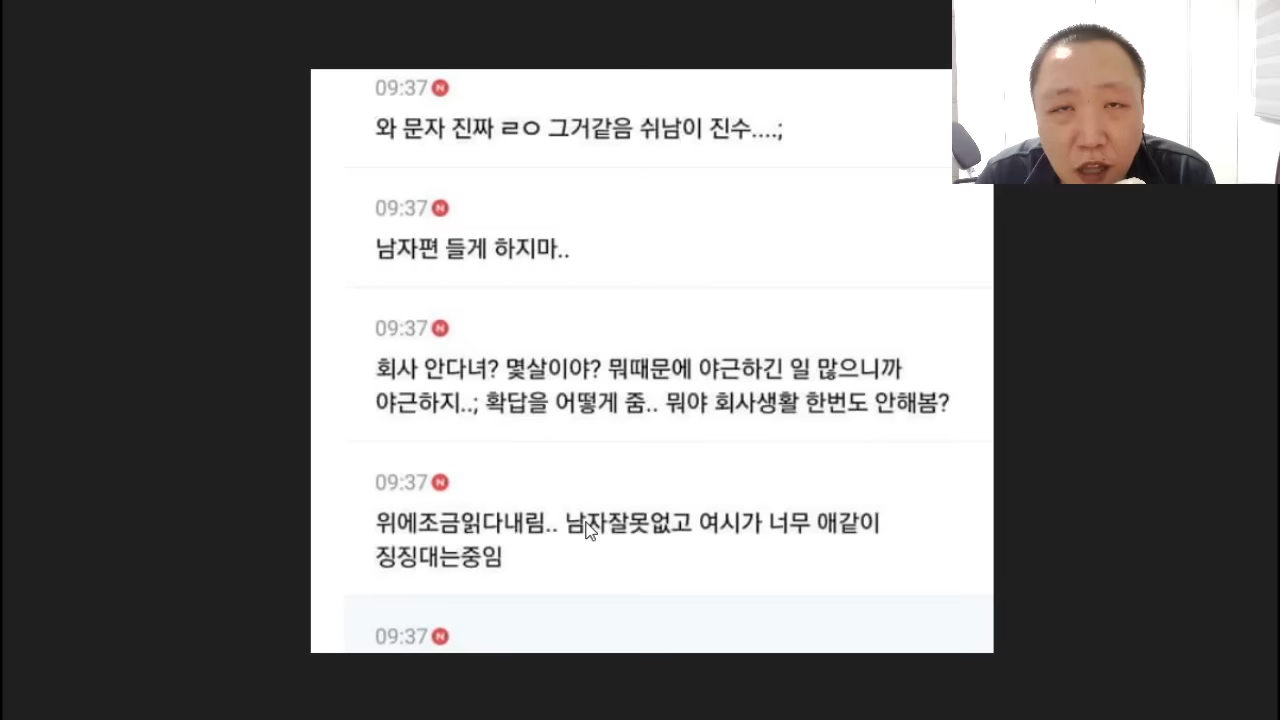 09:37 N
와 문자 진짜 ㄹㅇ 그거같음 쉬남이 진수....;
09:37 N
남자편 들게 하지마..
09:37 N
회사 안다녀? 몇살이야? 뭐때문에 야근하긴 일 많으니까
야근하지..; 확답을 어떻게 줌.. 뭐야 회사생활 한번도 안해봄?
09:37 N
위에조금읽다내림.. 남자잘못없고 여시가 너무 애같이
징징대는중임
09:37 N